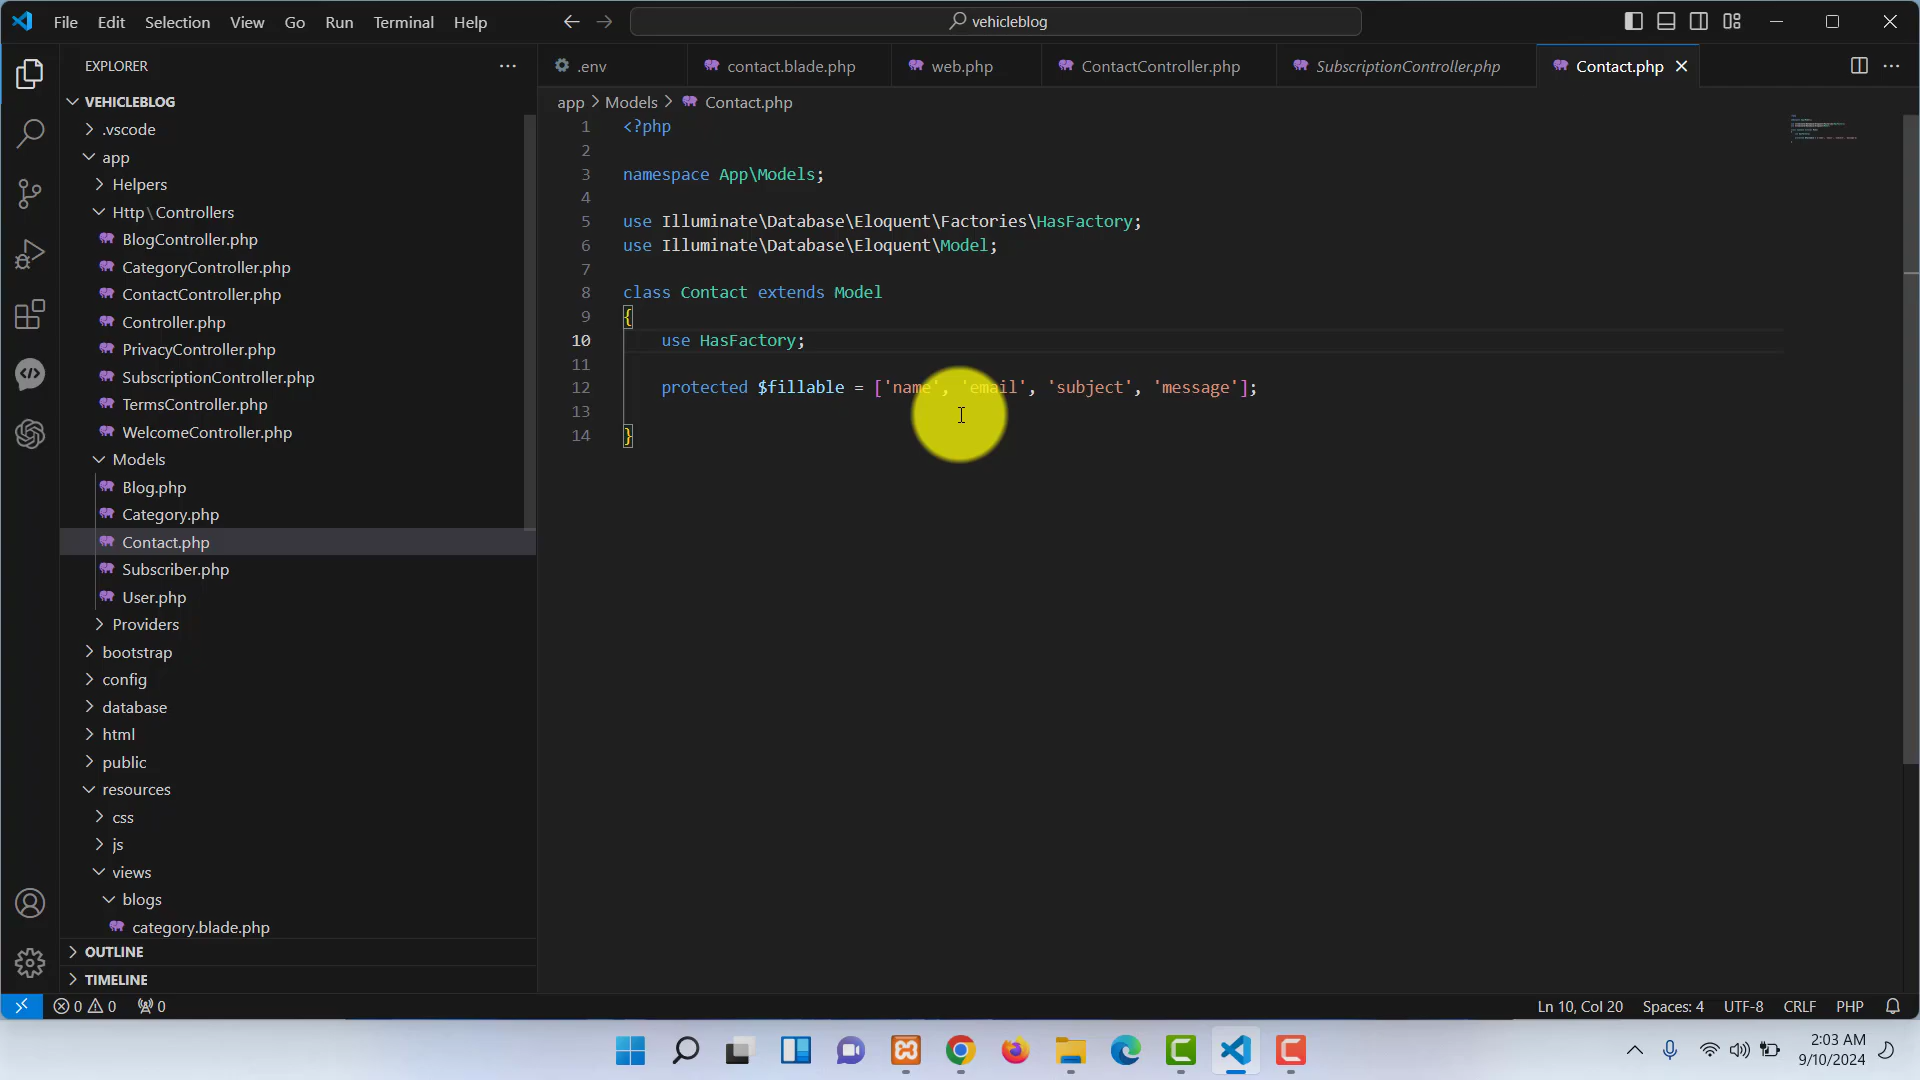 File Edit Selection View Go Run Terminal Help
vehicleblog
EXPLORER
VEHICLEBLOG
.vscode
app
Helpers
Http\Controllers
BlogController.php
CategoryController.php
ContactController.php
Controller.php
PrivacyController.php
SubscriptionController.php
TermsController.php
WelcomeController.php
Models
Blog.php
Category.php
Contact.php
Subscriber.php
User.php
Providers
bootstrap
config
database
html
public
resources
css
js
views
blogs
category.blade.php
OUTLINE
TIMELINE
.env contact.blade.php web.php ContactController.php SubscriptionController.php Contact.php
app > Models > Contact.php
1 <?php
2
3 namespace App\Models;
4
5 use Illuminate\Database\Eloquent\Factories\HasFactory;
6 use Illuminate\Database\Eloquent\Model;
7
8 class Contact extends Model
9 {
10 use HasFactory;
11
12 protected $fillable = ['name', 'email', 'subject', 'message'];
13
14 }
0 0 0
Ln 10, Col 20 Spaces: 4 UTF-8 CRLF PHP
2:03 AM
9/10/2024